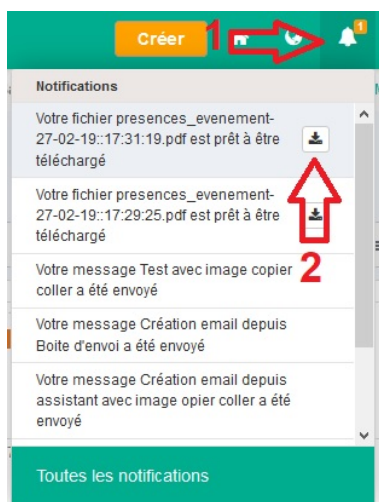 Créer
1
1
Notifications
Votre fichier presences_evenement-
27-02-19::17:31:19.pdf est prêt à être
téléchargé
Votre fichier presences_evenement-
27-02-19::17:29:25.pdf est prêt à être
téléchargé
2
Votre message Test avec image copier
coller a été envoyé
Votre message Création email depuis
Boite d'envoi a été envoyé
Votre message Création email depuis
assistant avec image opier coller a été
envoyé
Toutes les notifications